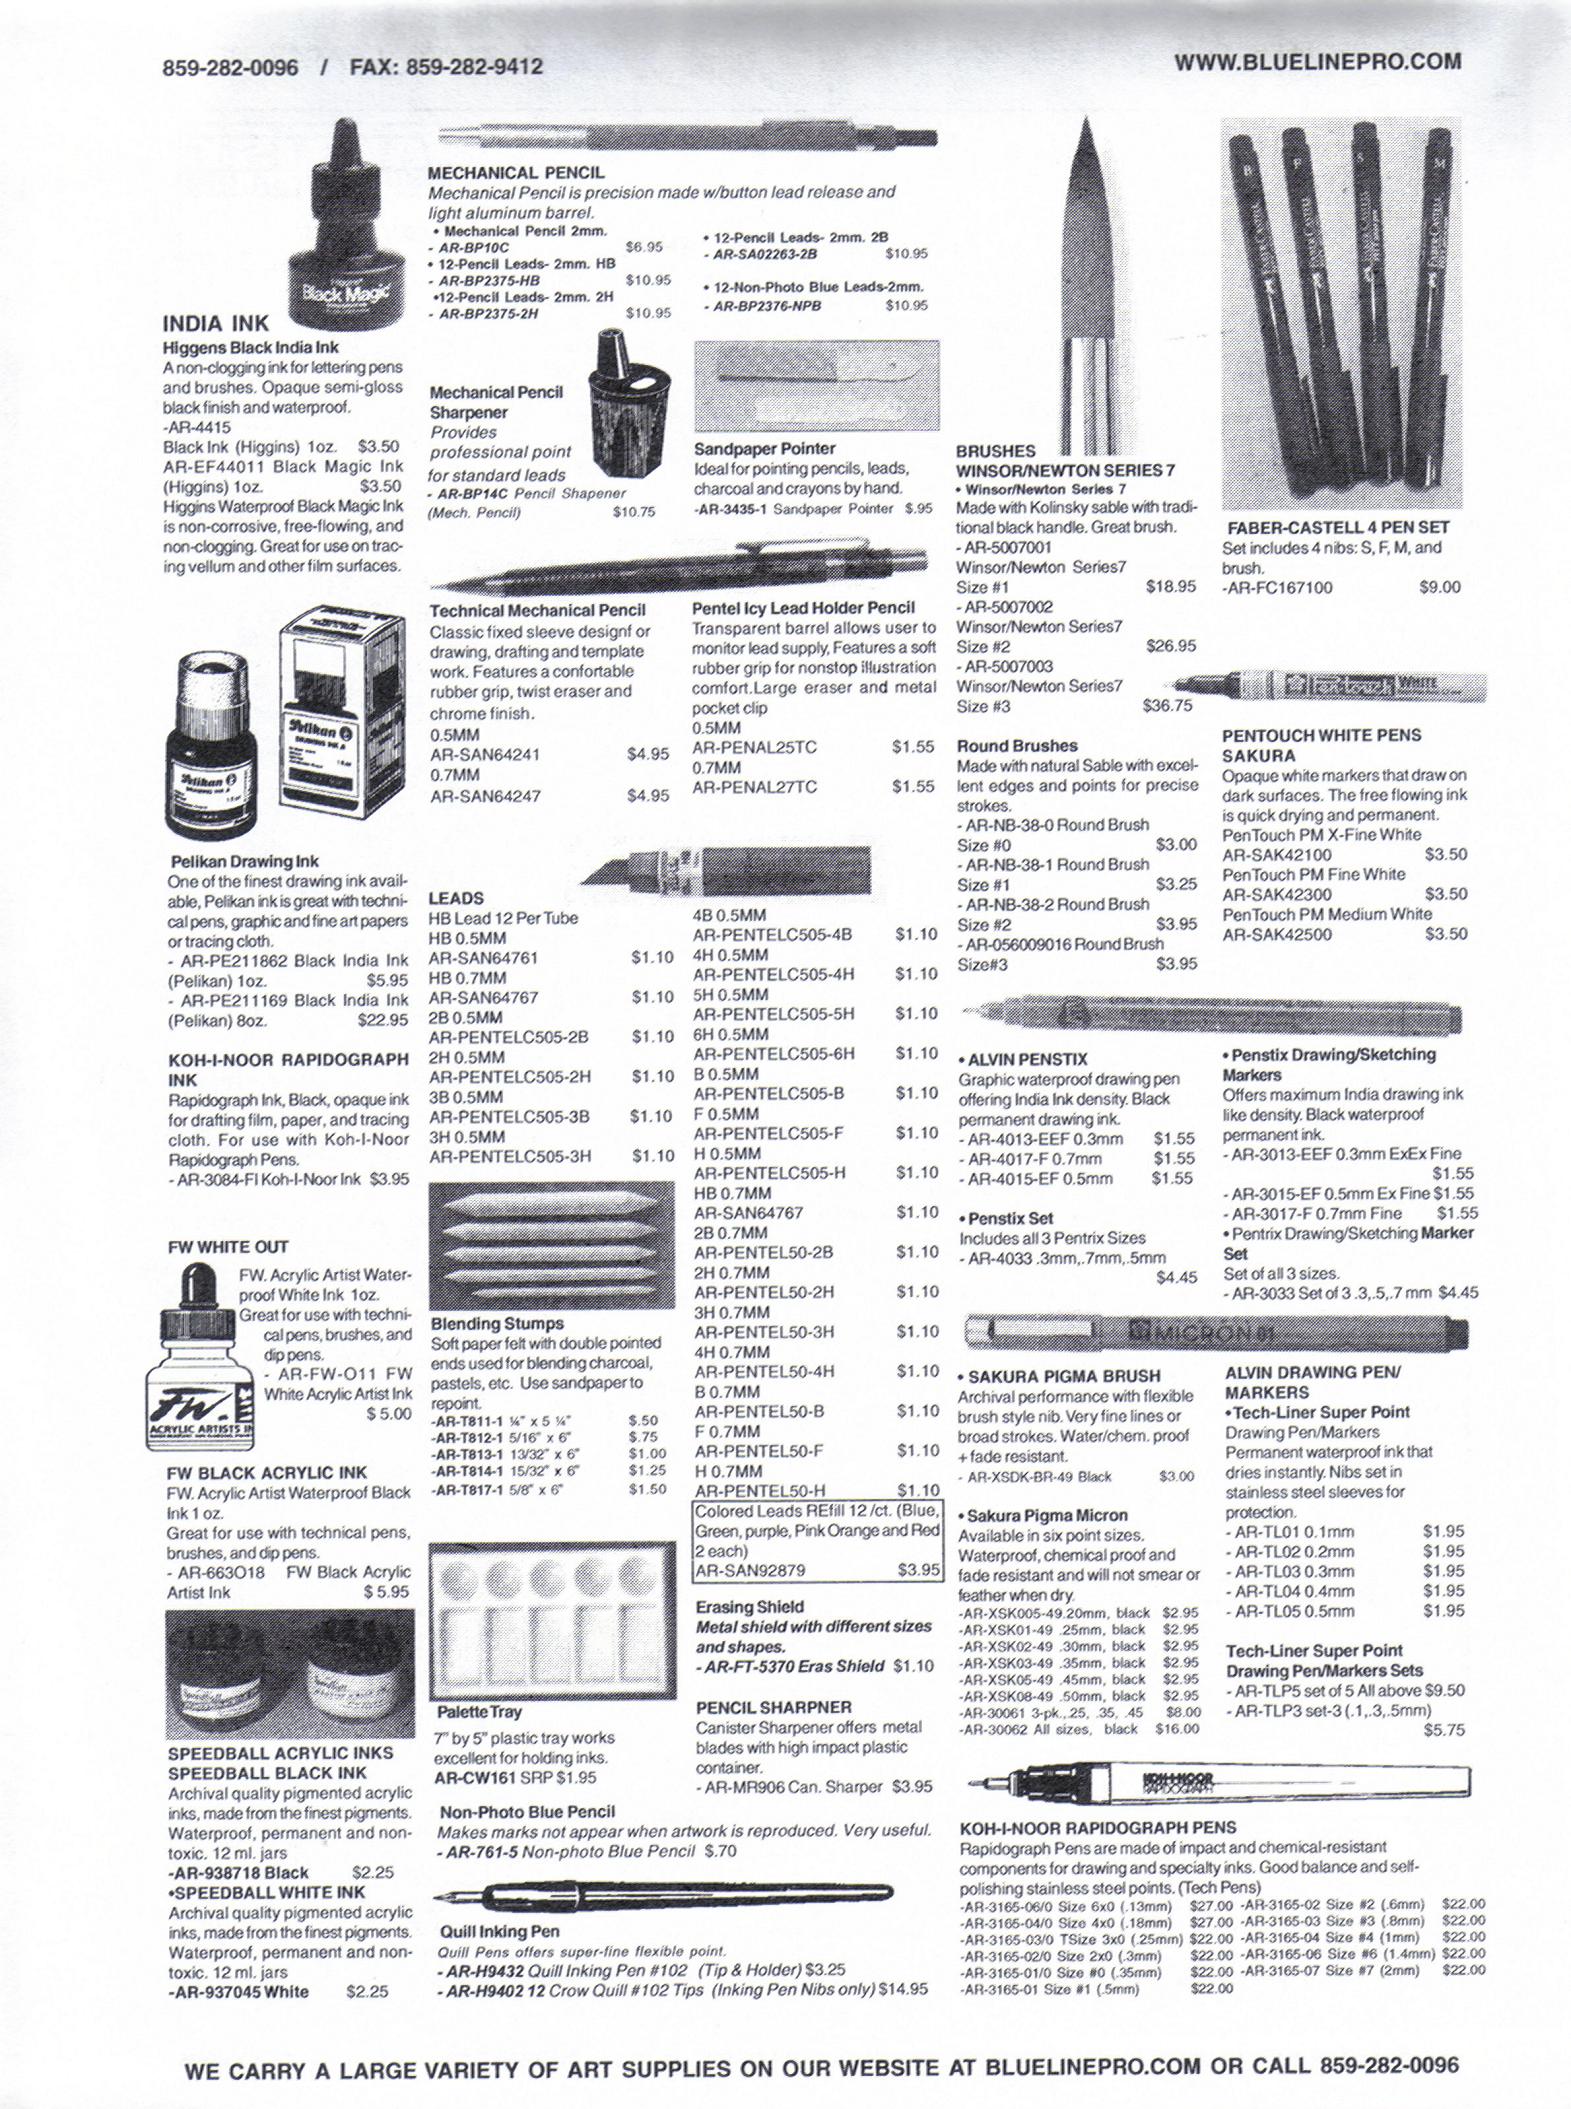 859-282-0096 / FAX: 859-282-9412
WWW.BLUELINEPRO.COM
Higgins
Black Magic
INDIA INK
Higgens Black India Ink
A non-clogging ink for lettering pens
and brushes. Opaque semi-gloss
black finish and waterproof.
-AR-4415
Black Ink (Higgins) 1oz. $3.50
AR-EF44011 Black Magic Ink
(Higgins) 1oz. $3.50
Higgins Waterproof Black Magic Ink
is non-corrosive, free-flowing, and
non-clogging. Great for use on trac-
ing vellum and other film surfaces.
Pelikan
DRAWING INK A
Pelikan
DRAWING INK A
Pelikan Drawing Ink
One of the finest drawing ink avail-
able, Pelikan ink is great with techni-
cal pens, graphic and fine art papers
or tracing cloth.
- AR-PE211862 Black India Ink
(Pelikan) 1oz. $5.95
- AR-PE211169 Black India Ink
(Pelikan) 8oz. $22.95
KOH-I-NOOR RAPIDOGRAPH
INK
Rapidograph Ink, Black, opaque ink
for drafting film, paper, and tracing
cloth. For use with Koh-I-Noor
Rapidograph Pens.
- AR-3084-FI Koh-I-Noor Ink $3.95
FW WHITE OUT
FW. Acrylic Artist Water-
proof White Ink 1oz.
Great for use with techni-
cal pens, brushes, and
dip pens.
- AR-FW-O11 FW
White Acrylic Artist Ink
$ 5.00
FW.
ACRYLIC ARTISTS IN
FW BLACK ACRYLIC INK
FW. Acrylic Artist Waterproof Black
Ink 1 oz.
Great for use with technical pens,
brushes, and dip pens.
- AR-663O18 FW Black Acrylic
Artist Ink $ 5.95
SPEEDBALL ACRYLIC INKS
SPEEDBALL BLACK INK
Archival quality pigmented acrylic
inks, made from the finest pigments.
Waterproof, permanent and non-
toxic. 12 ml. jars
-AR-938718 Black $2.25
•SPEEDBALL WHITE INK
Archival quality pigmented acrylic
inks, made from the finest pigments.
Waterproof, permanent and non-
toxic. 12 ml. jars
-AR-937045 White $2.25
MECHANICAL PENCIL
Mechanical Pencil is precision made w/button lead release and
light aluminum barrel.
• Mechanical Pencil 2mm.
- AR-BP10C $6.95
• 12-Pencil Leads- 2mm. HB
- AR-BP2375-HB $10.95
•12-Pencil Leads- 2mm. 2H
- AR-BP2375-2H $10.95
• 12-Pencil Leads- 2mm. 2B
- AR-SA02263-2B $10.95
• 12-Non-Photo Blue Leads-2mm.
- AR-BP2376-NPB $10.95
Mechanical Pencil
Sharpener
Provides
professional point
for standard leads
- AR-BP14C Pencil Shapener
(Mech. Pencil) $10.75
Sandpaper Pointer
Ideal for pointing pencils, leads,
charcoal and crayons by hand.
-AR-3435-1 Sandpaper Pointer $.95
Technical Mechanical Pencil
Classic fixed sleeve designf or
drawing, drafting and template
work. Features a confortable
rubber grip, twist eraser and
chrome finish.
0.5MM
AR-SAN64241 $4.95
0.7MM
AR-SAN64247 $4.95
Pentel Icy Lead Holder Pencil
Transparent barrel allows user to
monitor lead supply, Features a soft
rubber grip for nonstop illustration
comfort.Large eraser and metal
pocket clip
0.5MM
AR-PENAL25TC $1.55
0.7MM
AR-PENAL27TC $1.55
LEADS
HB Lead 12 Per Tube
HB 0.5MM
AR-SAN64761 $1.10
HB 0.7MM
AR-SAN64767 $1.10
2B 0.5MM
AR-PENTELC505-2B $1.10
2H 0.5MM
AR-PENTELC505-2H $1.10
3B 0.5MM
AR-PENTELC505-3B $1.10
3H 0.5MM
AR-PENTELC505-3H $1.10
4B 0.5MM
AR-PENTELC505-4B $1.10
4H 0.5MM
AR-PENTELC505-4H $1.10
5H 0.5MM
AR-PENTELC505-5H $1.10
6H 0.5MM
AR-PENTELC505-6H $1.10
B 0.5MM
AR-PENTELC505-B $1.10
F 0.5MM
AR-PENTELC505-F $1.10
H 0.5MM
AR-PENTELC505-H $1.10
HB 0.7MM
AR-SAN64767 $1.10
2B 0.7MM
AR-PENTEL50-2B $1.10
2H 0.7MM
AR-PENTEL50-2H $1.10
3H 0.7MM
AR-PENTEL50-3H $1.10
4H 0.7MM
AR-PENTEL50-4H $1.10
B 0.7MM
AR-PENTEL50-B $1.10
F 0.7MM
AR-PENTEL50-F $1.10
H 0.7MM
AR-PENTEL50-H $1.10
Colored Leads REfill 12 /ct. (Blue,
Green, purple, Pink Orange and Red
2 each)
AR-SAN92879 $3.95
Blending Stumps
Soft paper felt with double pointed
ends used for blending charcoal,
pastels, etc. Use sandpaper to
repoint.
-AR-T811-1 ¼" x 5 ¼" $.50
-AR-T812-1 5/16" x 6" $.75
-AR-T813-1 13/32" x 6" $1.00
-AR-T814-1 15/32" x 6" $1.25
-AR-T817-1 5/8" x 6" $1.50
Palette Tray
7" by 5" plastic tray works
excellent for holding inks.
AR-CW161 SRP $1.95
Erasing Shield
Metal shield with different sizes
and shapes.
- AR-FT-5370 Eras Shield $1.10
PENCIL SHARPNER
Canister Sharpener offers metal
blades with high impact plastic
container.
- AR-MR906 Can. Sharper $3.95
Non-Photo Blue Pencil
Makes marks not appear when artwork is reproduced. Very useful.
- AR-761-5 Non-photo Blue Pencil $.70
Quill Inking Pen
Quill Pens offers super-fine flexible point.
- AR-H9432 Quill Inking Pen #102 (Tip & Holder) $3.25
- AR-H9402 12 Crow Quill #102 Tips (Inking Pen Nibs only) $14.95
BRUSHES
WINSOR/NEWTON SERIES 7
• Winsor/Newton Series 7
Made with Kolinsky sable with tradi-
tional black handle. Great brush.
- AR-5007001
Winsor/Newton Series7
Size #1 $18.95
- AR-5007002
Winsor/Newton Series7
Size #2 $26.95
- AR-5007003
Winsor/Newton Series7
Size #3 $36.75
Round Brushes
Made with natural Sable with excel-
lent edges and points for precise
strokes.
- AR-NB-38-0 Round Brush
Size #0 $3.00
- AR-NB-38-1 Round Brush
Size #1 $3.25
- AR-NB-38-2 Round Brush
Size #2 $3.95
- AR-056009016 Round Brush
Size#3 $3.95
B F S M
FABER-CASTELL
FABER-CASTELL 4 PEN SET
Set includes 4 nibs: S, F, M, and
brush.
-AR-FC167100 $9.00
Pen-touch WHITE
PENTOUCH WHITE PENS
SAKURA
Opaque white markers that draw on
dark surfaces. The free flowing ink
is quick drying and permanent.
PenTouch PM X-Fine White
AR-SAK42100 $3.50
PenTouch PM Fine White
AR-SAK42300 $3.50
PenTouch PM Medium White
AR-SAK42500 $3.50
• ALVIN PENSTIX
Graphic waterproof drawing pen
offering India Ink density. Black
permanent drawing ink.
- AR-4013-EEF 0.3mm $1.55
- AR-4017-F 0.7mm $1.55
- AR-4015-EF 0.5mm $1.55
• Penstix Set
Includes all 3 Pentrix Sizes
- AR-4033 .3mm,.7mm,.5mm
$4.45
• Penstix Drawing/Sketching
Markers
Offers maximum India drawing ink
like density. Black waterproof
permanent ink.
- AR-3013-EEF 0.3mm ExEx Fine
$1.55
- AR-3015-EF 0.5mm Ex Fine $1.55
- AR-3017-F 0.7mm Fine $1.55
• Pentrix Drawing/Sketching Marker
Set
Set of all 3 sizes.
- AR-3033 Set of 3 .3,.5,.7 mm $4.45
MICRON 01
• SAKURA PIGMA BRUSH
Archival performance with flexible
brush style nib. Very fine lines or
broad strokes. Water/chem. proof
+ fade resistant.
- AR-XSDK-BR-49 Black $3.00
• Sakura Pigma Micron
Available in six point sizes.
Waterproof, chemical proof and
fade resistant and will not smear or
feather when dry.
-AR-XSK005-49.20mm, black $2.95
-AR-XSK01-49 .25mm, black $2.95
-AR-XSK02-49 .30mm, black $2.95
-AR-XSK03-49 .35mm, black $2.95
-AR-XSK05-49 .45mm, black $2.95
-AR-XSK08-49 .50mm, black $2.95
-AR-30061 3-pk.,.25, .35, .45 $8.00
-AR-30062 All sizes, black $16.00
ALVIN DRAWING PEN/
MARKERS
•Tech-Liner Super Point
Drawing Pen/Markers
Permanent waterproof ink that
dries instantly. Nibs set in
stainless steel sleeves for
protection.
- AR-TL01 0.1mm $1.95
- AR-TL02 0.2mm $1.95
- AR-TL03 0.3mm $1.95
- AR-TL04 0.4mm $1.95
- AR-TL05 0.5mm $1.95
Tech-Liner Super Point
Drawing Pen/Markers Sets
- AR-TLP5 set of 5 All above $9.50
- AR-TLP3 set-3 (.1,.3,.5mm)
$5.75
KOH-I-NOOR
RAPIDOGRAPH
KOH-I-NOOR RAPIDOGRAPH PENS
Rapidograph Pens are made of impact and chemical-resistant
components for drawing and specialty inks. Good balance and self-
polishing stainless steel points. (Tech Pens)
-AR-3165-06/0 Size 6x0 (.13mm) $27.00 -AR-3165-02 Size #2 (.6mm) $22.00
-AR-3165-04/0 Size 4x0 (.18mm) $27.00 -AR-3165-03 Size #3 (.8mm) $22.00
-AR-3165-03/0 TSize 3x0 (.25mm) $22.00 -AR-3165-04 Size #4 (1mm) $22.00
-AR-3165-02/0 Size 2x0 (.3mm) $22.00 -AR-3165-06 Size #6 (1.4mm) $22.00
-AR-3165-01/0 Size #0 (.35mm) $22.00 -AR-3165-07 Size #7 (2mm) $22.00
-AR-3165-01 Size #1 (.5mm) $22.00
WE CARRY A LARGE VARIETY OF ART SUPPLIES ON OUR WEBSITE AT BLUELINEPRO.COM OR CALL 859-282-0096